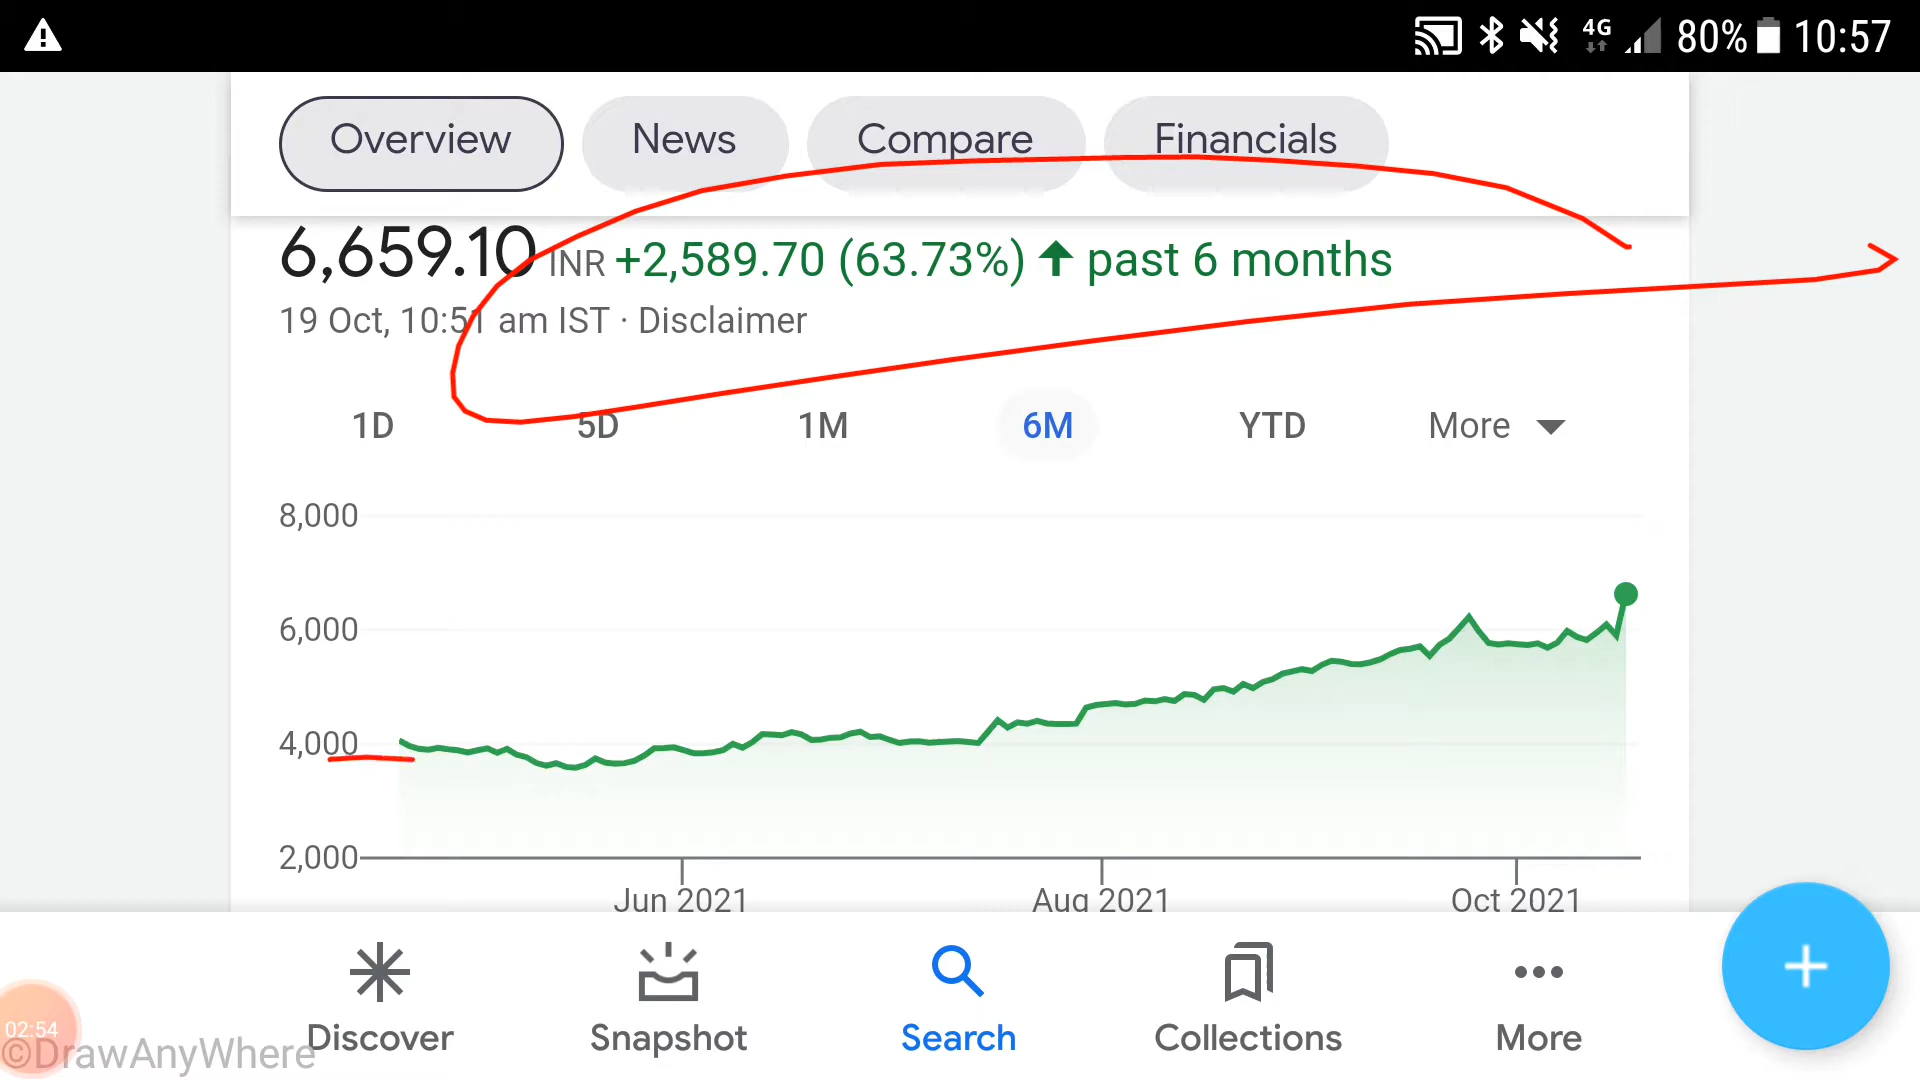 4G 80% 10:57
Overview News Compare Financials
6,659.10 INR +2,589.70 (63.73%) ↑ past 6 months
19 Oct, 10:51 am IST · Disclaimer
1D 5D 1M 6M YTD More
8,000
6,000
4,000
2,000
Jun 2021 Aug 2021 Oct 2021
Discover Snapshot Search Collections More
02:54
©DrawAnyWhere